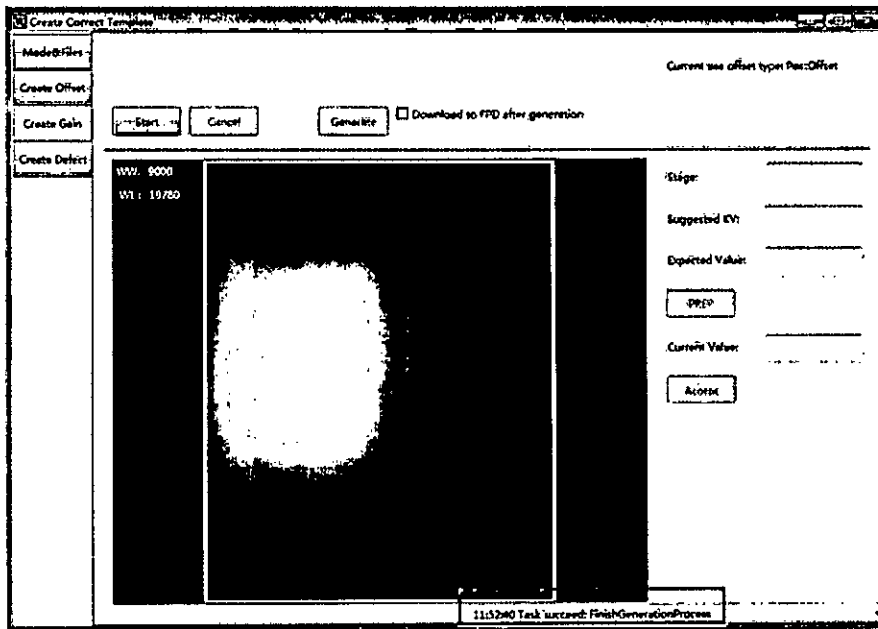 Create Correct Template
Mode&Files
Create Offset
Create Gain
Create Defect
Current use offset type: PostOffset
Start
Cancel
Generate
Download to FPD after generation
WW: 9000
WL: 19780
Stage:
Suggested KV:
Expected Value:
PREP
Current Value:
Accept
11:52:40 Task succeed: FinishGenerationProcess